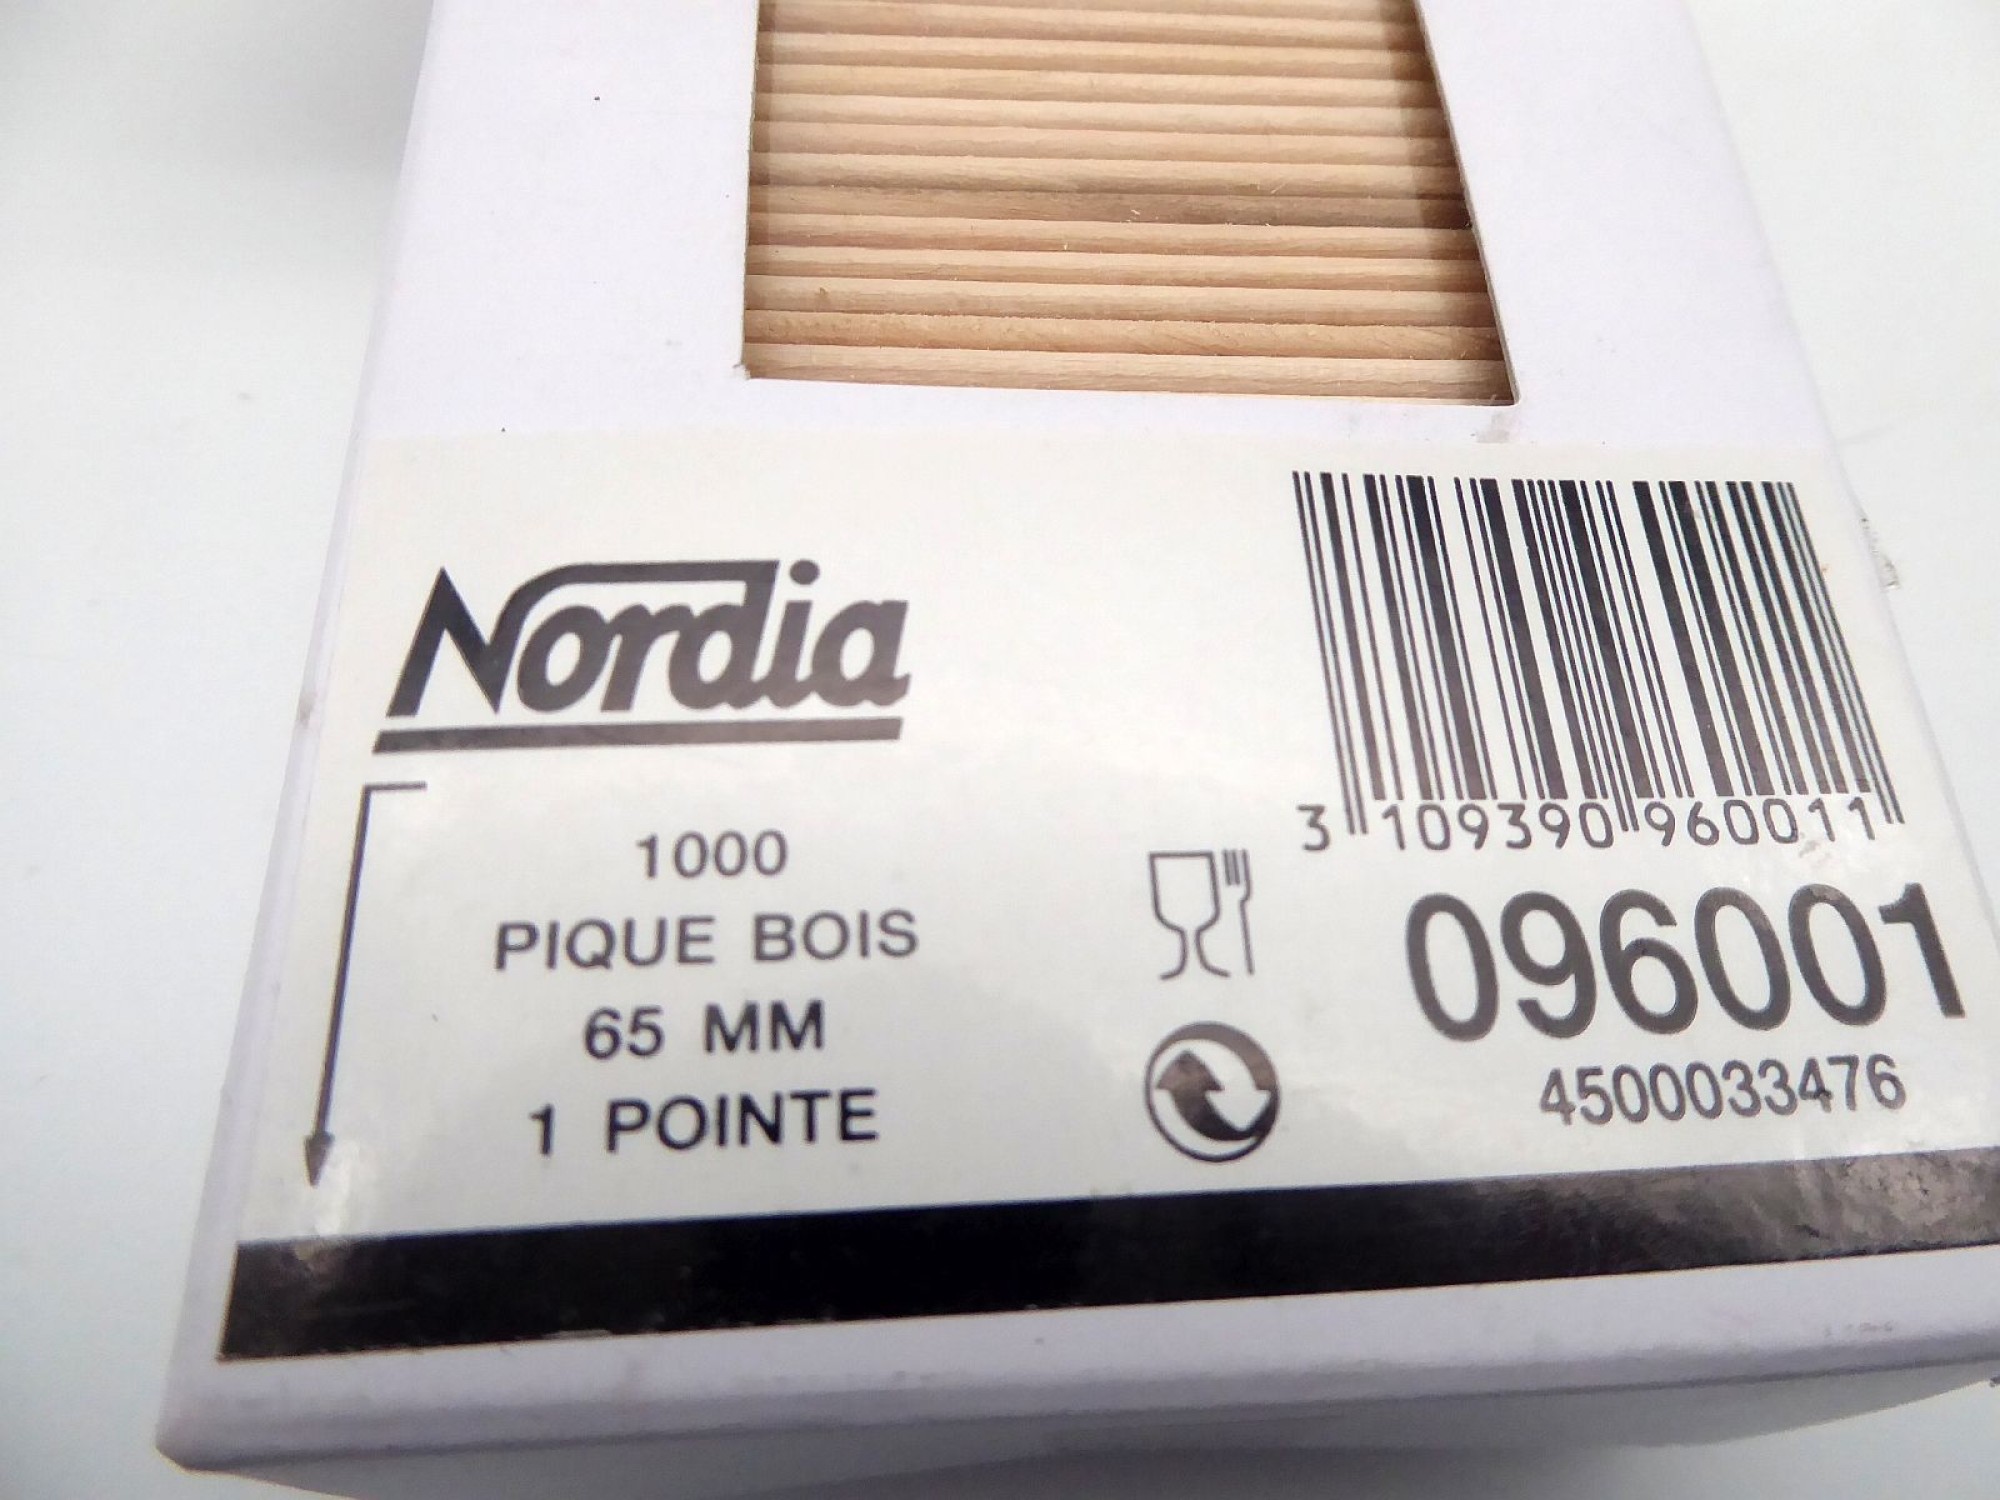 Nordia
1000
PIQUE BOIS
65 MM
1 POINTE
3 109390 960011
096001
4500033476